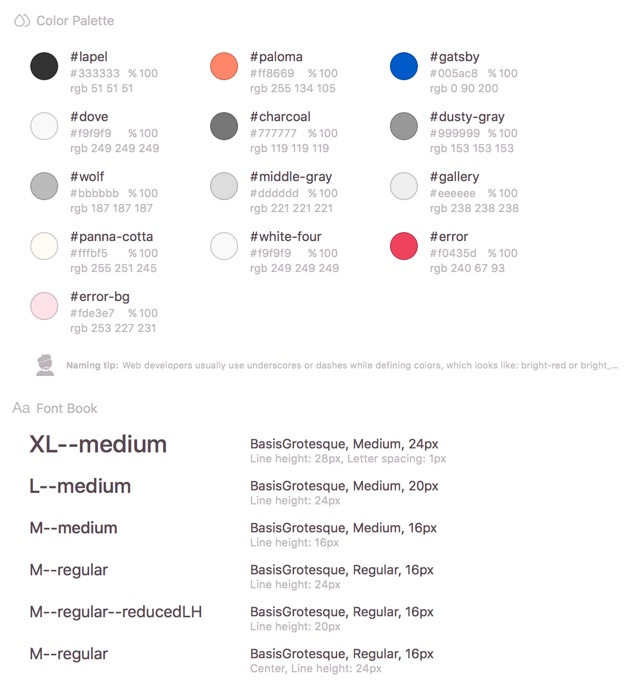 Color Palette
#lapel
#333333 % 100
rgb 51 51 51
#paloma
#ff8669 % 100
rgb 255 134 105
#gatsby
#005ac8 % 100
rgb 0 90 200
#dove
#f9f9f9 % 100
rgb 249 249 249
#charcoal
#777777 % 100
rgb 119 119 119
#dusty-gray
#999999 % 100
rgb 153 153 153
#wolf
#bbbbbb % 100
rgb 187 187 187
#middle-gray
#dddddd % 100
rgb 221 221 221
#gallery
#eeeeee % 100
rgb 238 238 238
#panna-cotta
#fffbf5 % 100
rgb 255 251 245
#white-four
#f9f9f9 % 100
rgb 249 249 249
#error
#f0435d % 100
rgb 240 67 93
#error-bg
#fde3e7 % 100
rgb 253 227 231
Naming tip: Web developers usually use underscores or dashes while defining colors, which looks like: bright-red or bright_...
Aa Font Book
XL--medium
BasisGrotesque, Medium, 24px
Line height: 28px, Letter spacing: 1px
L--medium
BasisGrotesque, Medium, 20px
Line height: 24px
M--medium
BasisGrotesque, Medium, 16px
Line height: 16px
M--regular
BasisGrotesque, Regular, 16px
Line height: 24px
M--regular--reducedLH
BasisGrotesque, Regular, 16px
Line height: 20px
M--regular
BasisGrotesque, Regular, 16px
Center, Line height: 24px